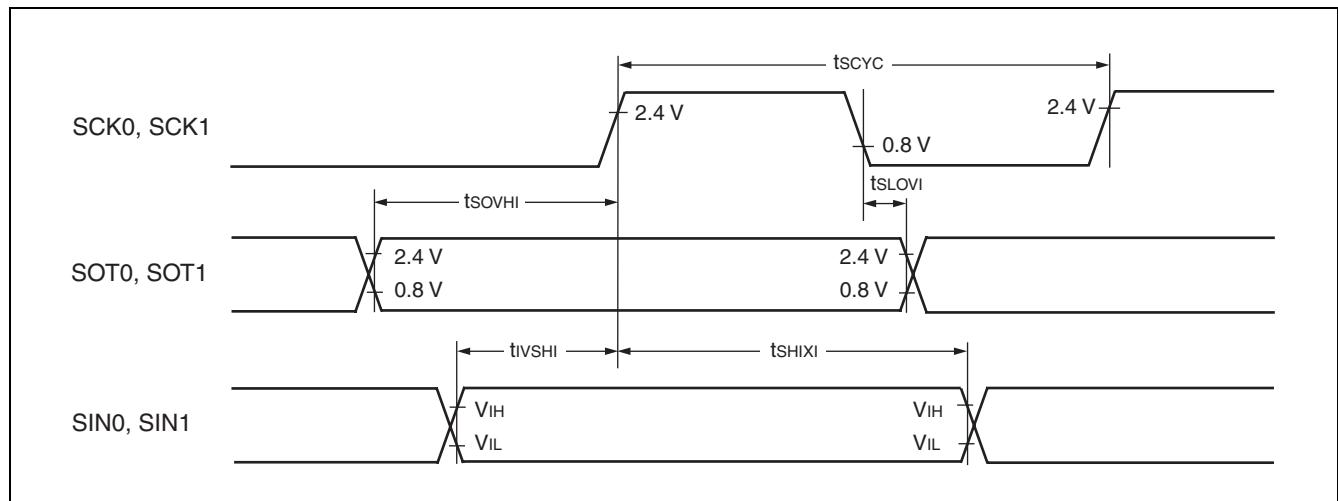 tSCYC
SCK0, SCK1
2.4 V
0.8 V
2.4 V
tSOVHI
tSLOVI
SOT0, SOT1
2.4 V
0.8 V
2.4 V
0.8 V
tIVSHI
tSHIXI
SIN0, SIN1
VIH
VIL
VIH
VIL